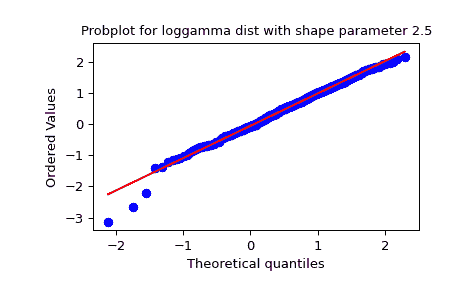 Probplot for loggamma dist with shape parameter 2.5
Ordered Values
2
1
0
−1
−2
−3
−2 −1 0 1 2
Theoretical quantiles